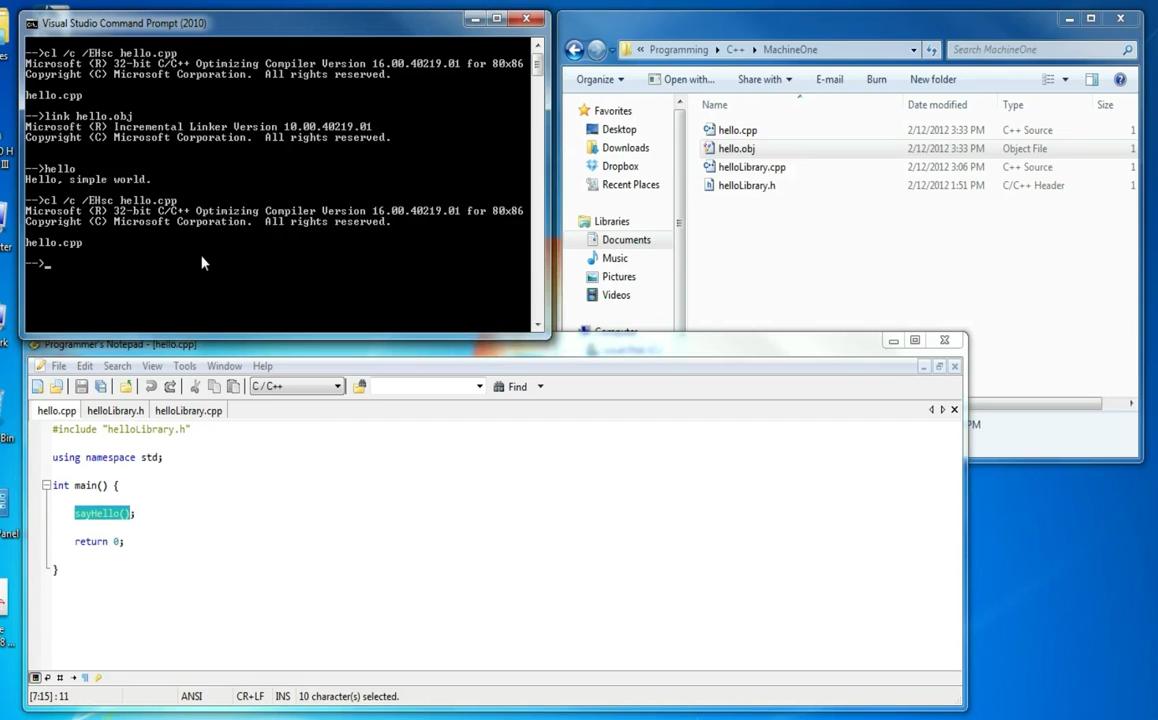 Visual Studio Command Prompt (2010)
-->cl /c /EHsc hello.cpp
Microsoft (R) 32-bit C/C++ Optimizing Compiler Version 16.00.40219.01 for 80x86
Copyright (C) Microsoft Corporation.  All rights reserved.
hello.cpp
-->link hello.obj
Microsoft (R) Incremental Linker Version 10.00.40219.01
Copyright (C) Microsoft Corporation.  All rights reserved.
-->hello
Hello, simple world.
-->cl /c /EHsc hello.cpp
Microsoft (R) 32-bit C/C++ Optimizing Compiler Version 16.00.40219.01 for 80x86
Copyright (C) Microsoft Corporation.  All rights reserved.
hello.cpp
-->_
« Programming C++ MachineOne Search MachineOne
Organize Open with... Share with E-mail Burn New folder
Favorites
Desktop
Downloads
Dropbox
Recent Places
Libraries
Documents
Music
Pictures
Videos
Computer
Name Date modified Type Size
hello.cpp 2/12/2012 3:33 PM C++ Source 1
hello.obj 2/12/2012 3:33 PM Object File 1
helloLibrary.cpp 2/12/2012 3:06 PM C++ Source 1
helloLibrary.h 2/12/2012 1:51 PM C/C++ Header 1
PM
Programmer's Notepad - [hello.cpp]
File Edit Search View Tools Window Help
C / C++ Find
hello.cpp helloLibrary.h helloLibrary.cpp
#include "helloLibrary.h"
using namespace std;
int main() {
sayHello();
return 0;
}
[7:15] : 11 ANSI CR+LF INS 10 character(s) selected.
Bin
Panel